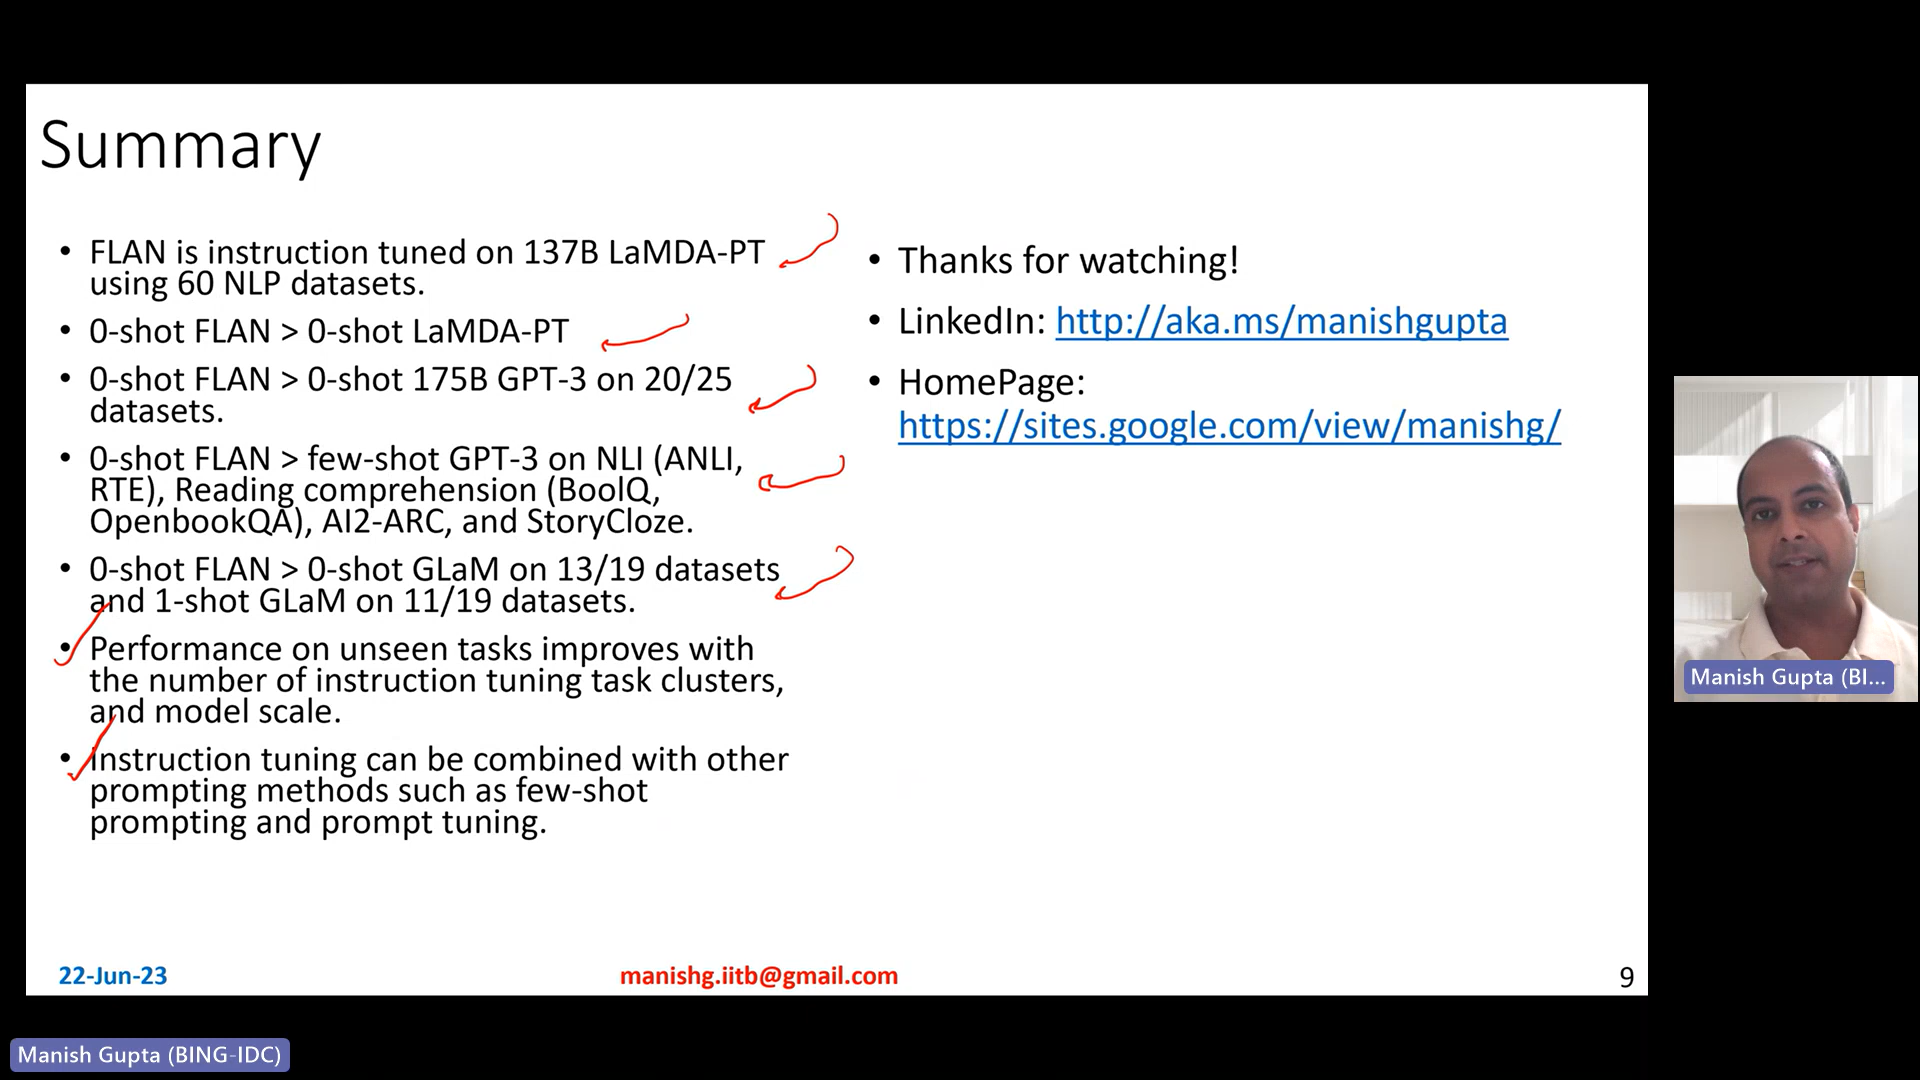 Summary
• FLAN is instruction tuned on 137B LaMDA-PT
using 60 NLP datasets.
• 0-shot FLAN > 0-shot LaMDA-PT
• 0-shot FLAN > 0-shot 175B GPT-3 on 20/25
datasets.
• 0-shot FLAN > few-shot GPT-3 on NLI (ANLI,
RTE), Reading comprehension (BoolQ,
OpenbookQA), AI2-ARC, and StoryCloze.
• 0-shot FLAN > 0-shot GLaM on 13/19 datasets
and 1-shot GLaM on 11/19 datasets.
• Performance on unseen tasks improves with
the number of instruction tuning task clusters,
and model scale.
• Instruction tuning can be combined with other
prompting methods such as few-shot
prompting and prompt tuning.
• Thanks for watching!
• LinkedIn: http://aka.ms/manishgupta
• HomePage:
https://sites.google.com/view/manishg/
Manish Gupta (BI...
22-Jun-23
manishg.iitb@gmail.com
9
Manish Gupta (BING-IDC)